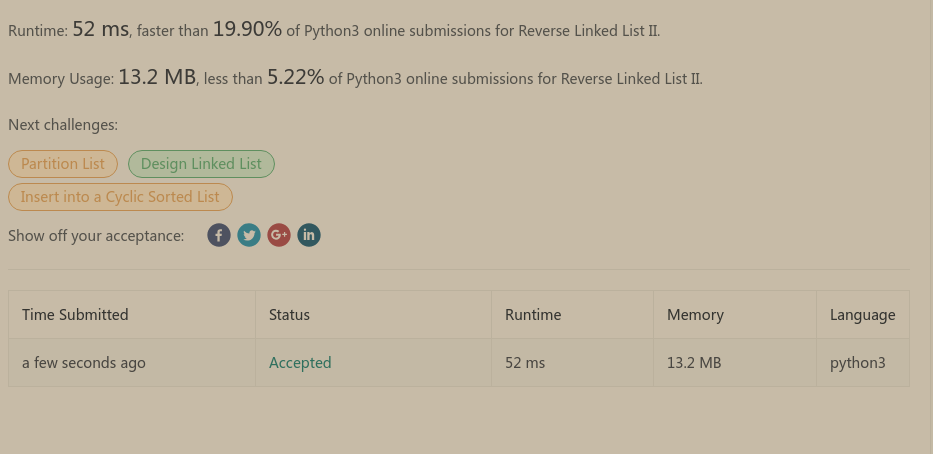 Runtime: 52 ms, faster than 19.90% of Python3 online submissions for Reverse Linked List II.
Memory Usage: 13.2 MB, less than 5.22% of Python3 online submissions for Reverse Linked List II.
Next challenges:
Partition List Design Linked List
Insert into a Cyclic Sorted List
Show off your acceptance: f G+ in
Time Submitted Status Runtime Memory Language
a few seconds ago Accepted 52 ms 13.2 MB python3